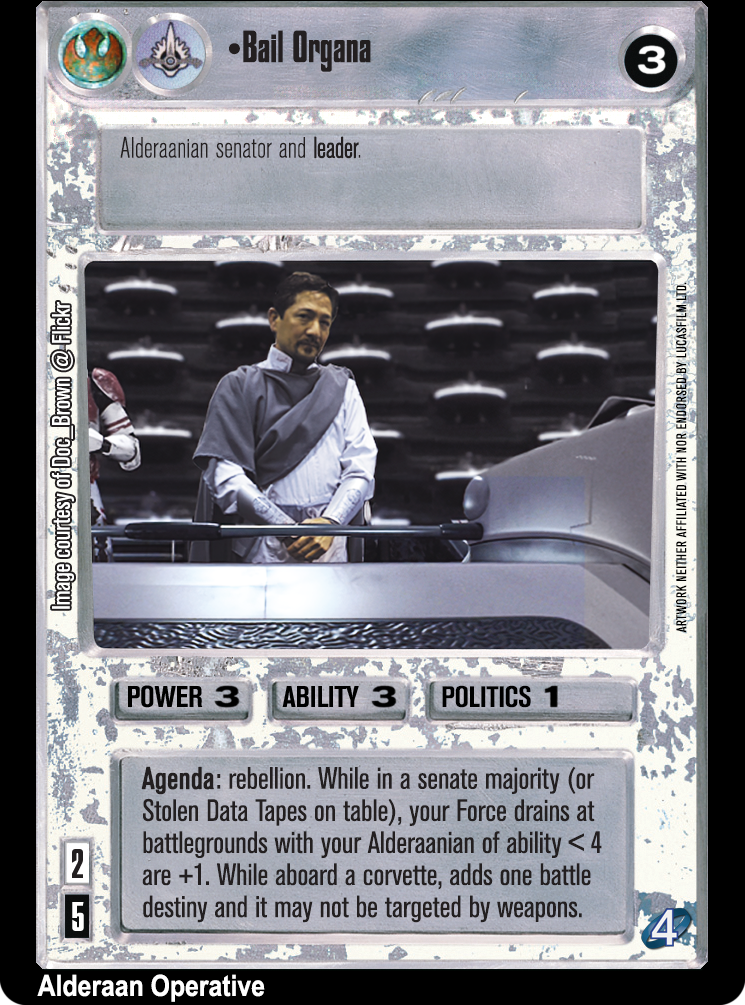 •Bail Organa
3
Alderaanian senator and leader.
Image courtesy of Doc_Brown @ Flickr
ARTWORK NEITHER AFFILIATED WITH NOR ENDORSED BY LUCASFILM LTD.
POWER 3
ABILITY 3
POLITICS 1
Agenda: rebellion. While in a senate majority (or
Stolen Data Tapes on table), your Force drains at
battlegrounds with your Alderaanian of ability < 4
are +1. While aboard a corvette, adds one battle
destiny and it may not be targeted by weapons.
2
5
4
Alderaan Operative